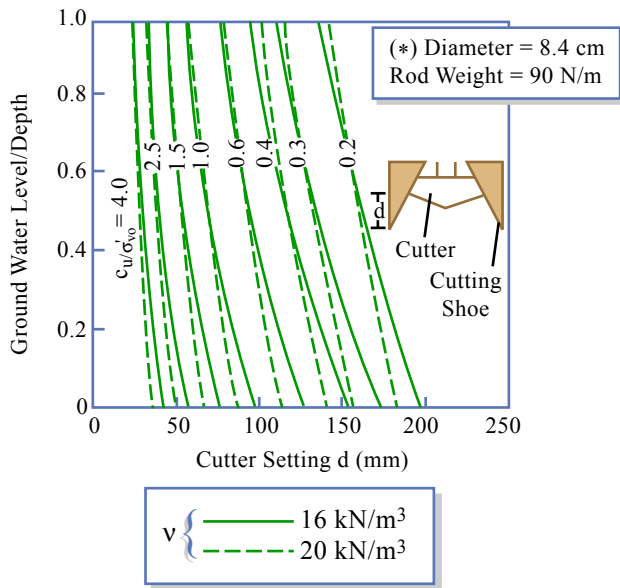 1.0
0.8
0.6
0.4
0.2
0
Ground Water Level/Depth
0
50
100
150
200
250
Cutter Setting d (mm)
cu/σ'vo = 4.0
2.5
1.5
1.0
0.6
0.4
0.3
0.2
(*) Diameter = 8.4 cm
Rod Weight = 90 N/m
d
Cutter
Cutting
Shoe
ν {
16 kN/m³
20 kN/m³